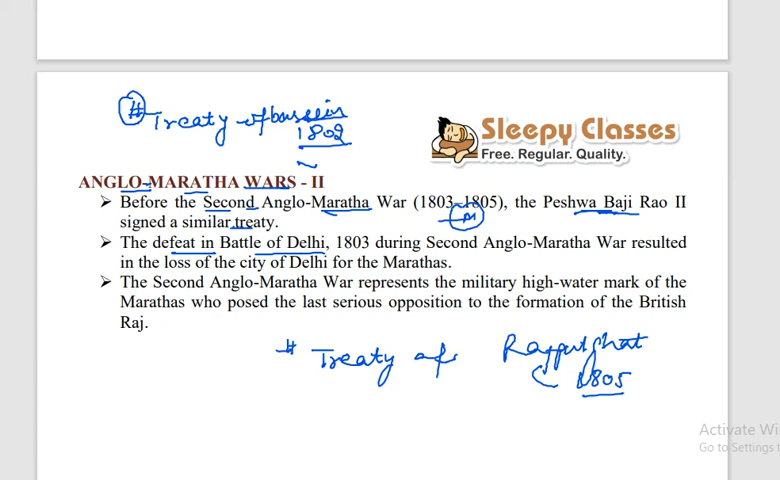 # Treaty of bassein
1802
Sleepy Classes
Free. Regular. Quality.
ANGLO-MARATHA WARS - II
➢ Before the Second Anglo-Maratha War (1803-1805), the Peshwa Baji Rao II
signed a similar treaty.
➢ The defeat in Battle of Delhi, 1803 during Second Anglo-Maratha War resulted
in the loss of the city of Delhi for the Marathas.
➢ The Second Anglo-Maratha War represents the military high-water mark of the
Marathas who posed the last serious opposition to the formation of the British
Raj.
# Treaty of Rajputghat
1805
Activate Wi
Go to Settings t